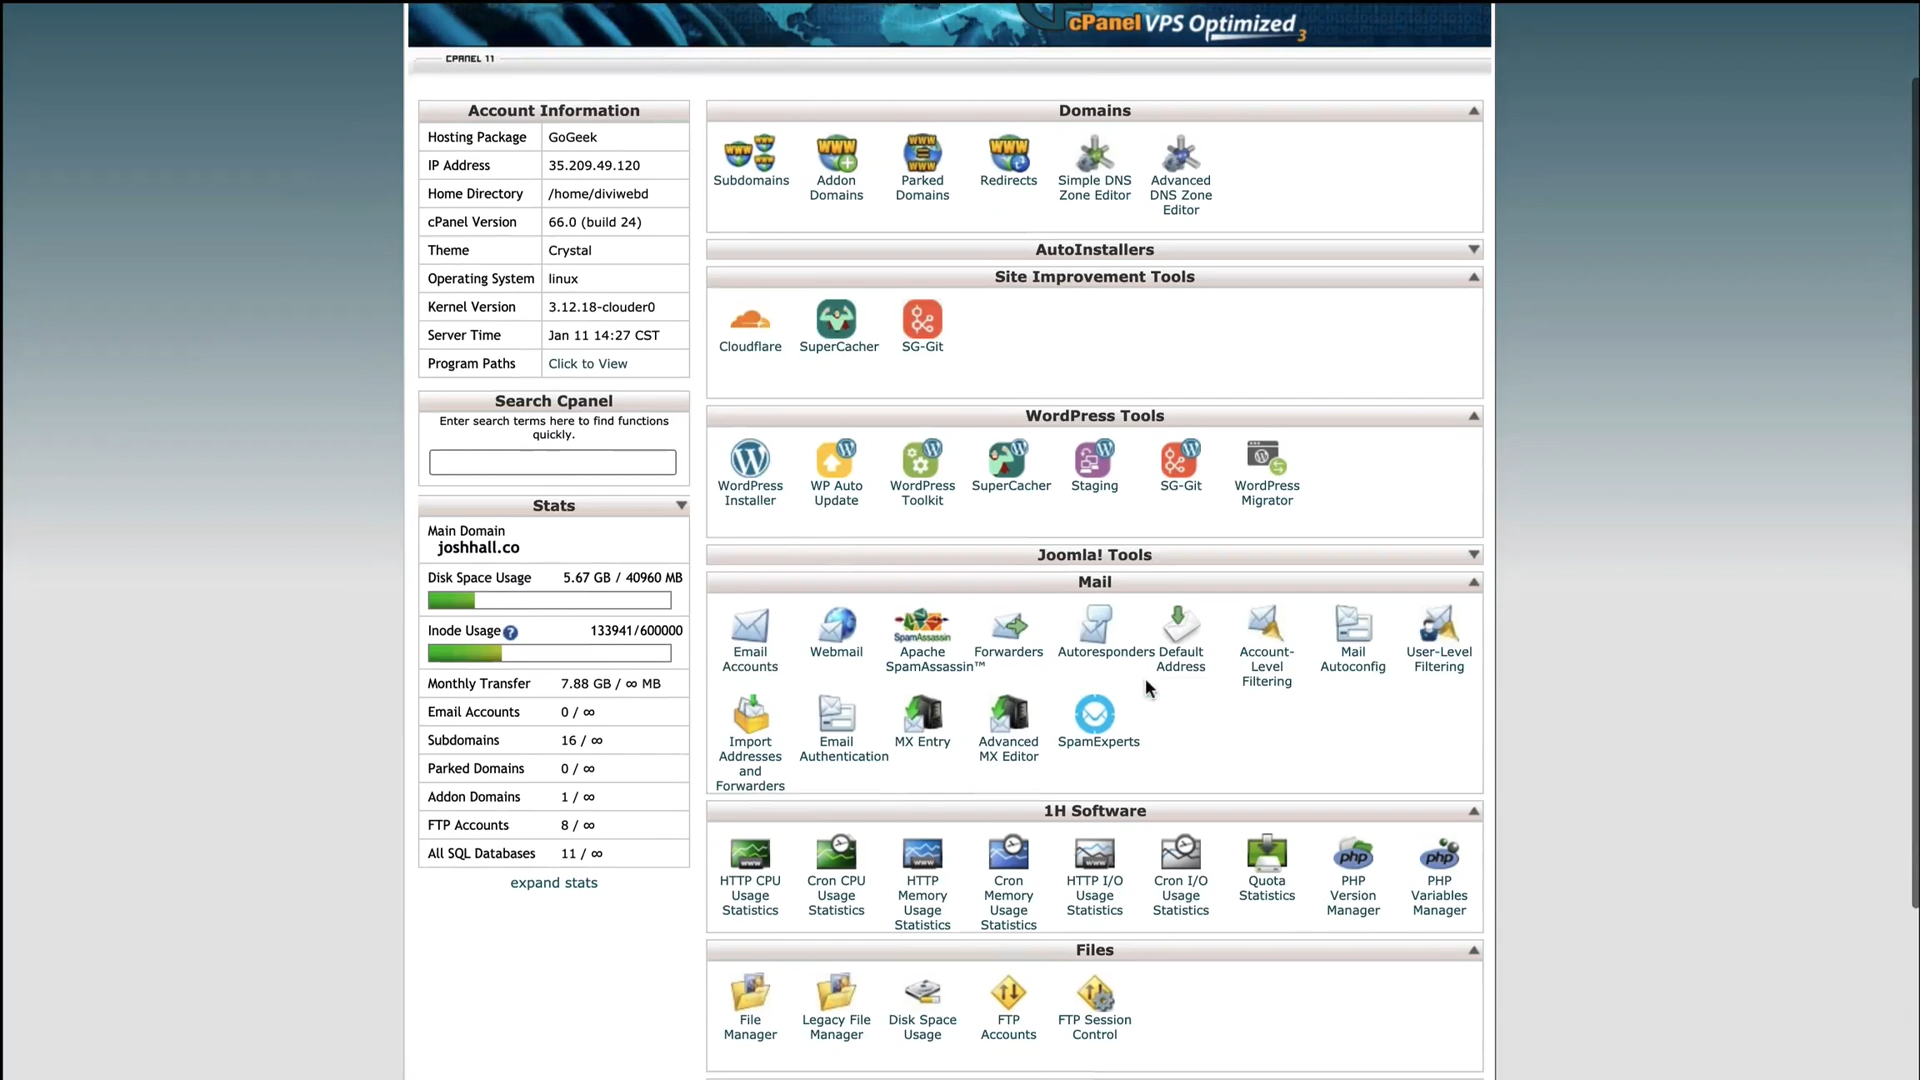 cPanel VPS Optimized 3
CPANEL 11
Account Information
Hosting Package GoGeek
IP Address 35.209.49.120
Home Directory /home/diviwebd
cPanel Version 66.0 (build 24)
Theme Crystal
Operating System linux
Kernel Version 3.12.18-clouder0
Server Time Jan 11 14:27 CST
Program Paths Click to View
Search Cpanel
Enter search terms here to find functions
quickly.
Stats
Main Domain
joshhall.co
Disk Space Usage 5.67 GB / 40960 MB
Inode Usage ? 133941/600000
Monthly Transfer 7.88 GB / ∞ MB
Email Accounts 0 / ∞
Subdomains 16 / ∞
Parked Domains 0 / ∞
Addon Domains 1 / ∞
FTP Accounts 8 / ∞
All SQL Databases 11 / ∞
expand stats
Domains
Subdomains
Addon
Domains
Parked
Domains
Redirects
Simple DNS
Zone Editor
Advanced
DNS Zone
Editor
AutoInstallers
Site Improvement Tools
Cloudflare
SuperCacher
SG-Git
WordPress Tools
WordPress
Installer
WP Auto
Update
WordPress
Toolkit
SuperCacher
Staging
SG-Git
WordPress
Migrator
Joomla! Tools
Mail
Email
Accounts
Webmail
SpamAssassin
Apache
SpamAssassin™
Forwarders
Autoresponders
Default
Address
Account-
Level
Filtering
Mail
Autoconfig
User-Level
Filtering
Import
Addresses
and
Forwarders
Email
Authentication
MX Entry
Advanced
MX Editor
SpamExperts
1H Software
HTTP CPU
Usage
Statistics
Cron CPU
Usage
Statistics
HTTP
Memory
Usage
Statistics
Cron
Memory
Usage
Statistics
HTTP I/O
Usage
Statistics
Cron I/O
Usage
Statistics
Quota
Statistics
php
PHP
Version
Manager
php
PHP
Variables
Manager
Files
File
Manager
Legacy File
Manager
Disk Space
Usage
FTP
Accounts
FTP Session
Control